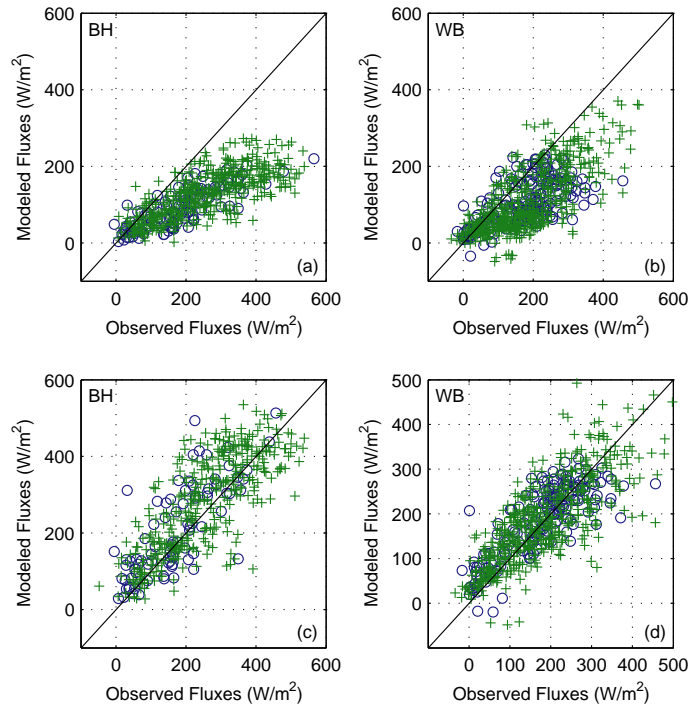 600
BH
400
200
0
Modeled Fluxes (W/m²)
(a)
0 200 400 600
Observed Fluxes (W/m²)
600
WB
400
200
0
Modeled Fluxes (W/m²)
(b)
0 200 400 600
Observed Fluxes (W/m²)
600
BH
400
200
0
Modeled Fluxes (W/m²)
(c)
0 200 400 600
Observed Fluxes (W/m²)
500
WB
400
300
200
100
0
Modeled Fluxes (W/m²)
(d)
0 100 200 300 400 500
Observed Fluxes (W/m²)